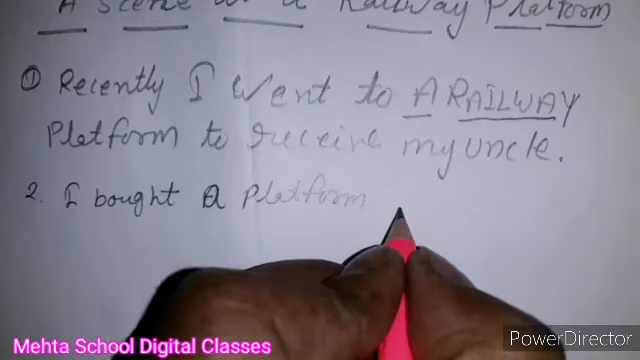 A Scene at a Railway Platform
① Recently I Went to A RAILWAY
Platform to receive my uncle.
2. I bought a Platform
Mehta School Digital Classes
PowerDirector